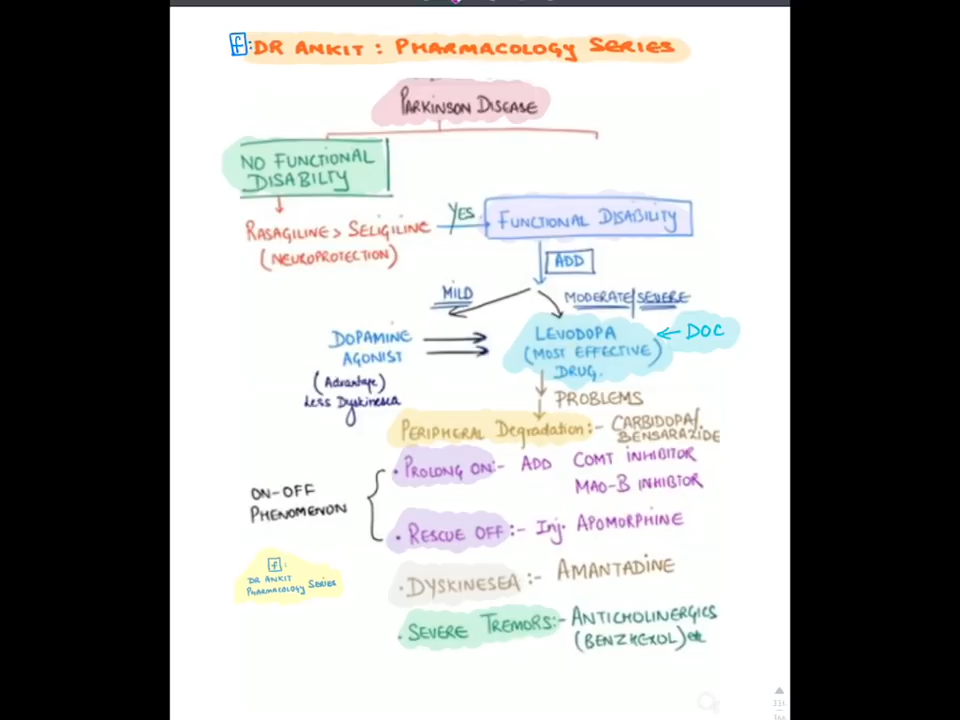 f: DR ANKIT : PHARMACOLOGY SERIES
PARKINSON DISEASE
NO FUNCTIONAL
DISABILTY
RASAGILINE > SELIGILINE
(NEUROPROTECTION)
YES
FUNCTIONAL DISABILITY
ADD
MILD
MODERATE/SEVERE
DOPAMINE
AGONIST
(Advantage)
Less Dyskinesea
LEVODOPA
(MOST EFFECTIVE)
DRUG.
← DOC
PROBLEMS
PERIPHERAL Degradation:- CARBIDOPA/
BENSARAZIDE
ON-OFF
PHENOMENON
• PROLONG ON:- ADD COMT INHIBITOR
MAO-B INHIBITOR
• RESCUE OFF:- Inj. APOMORPHINE
• DYSKINESEA:- AMANTADINE
• SEVERE TREMORS:- ANTICHOLINERGICS
(BENZHEXOL) etc
f:
DR ANKIT
PHARMACOLOGY SERIES